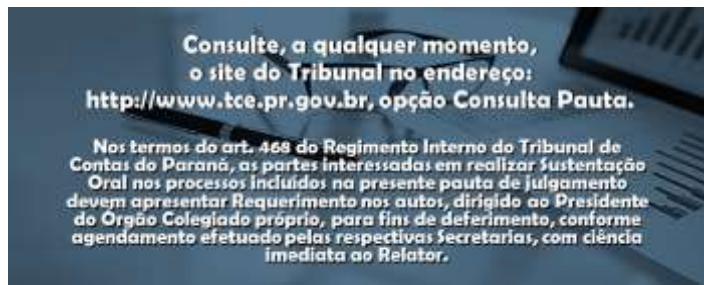 Consulte, a qualquer momento,
o site do Tribunal no endereço:
http://www.tce.pr.gov.br, opção Consulta Pauta.
Nos termos do art. 468 do Regimento Interno do Tribunal de
Contas do Paraná, as partes interessadas em realizar Sustentação
Oral nos processos incluídos na presente pauta de julgamento
devem apresentar Requerimento nos autos, dirigido ao Presidente
do Órgão Colegiado próprio, para fins de deferimento, conforme
agendamento efetuado pelas respectivas Secretarias, com ciência
imediata ao Relator.